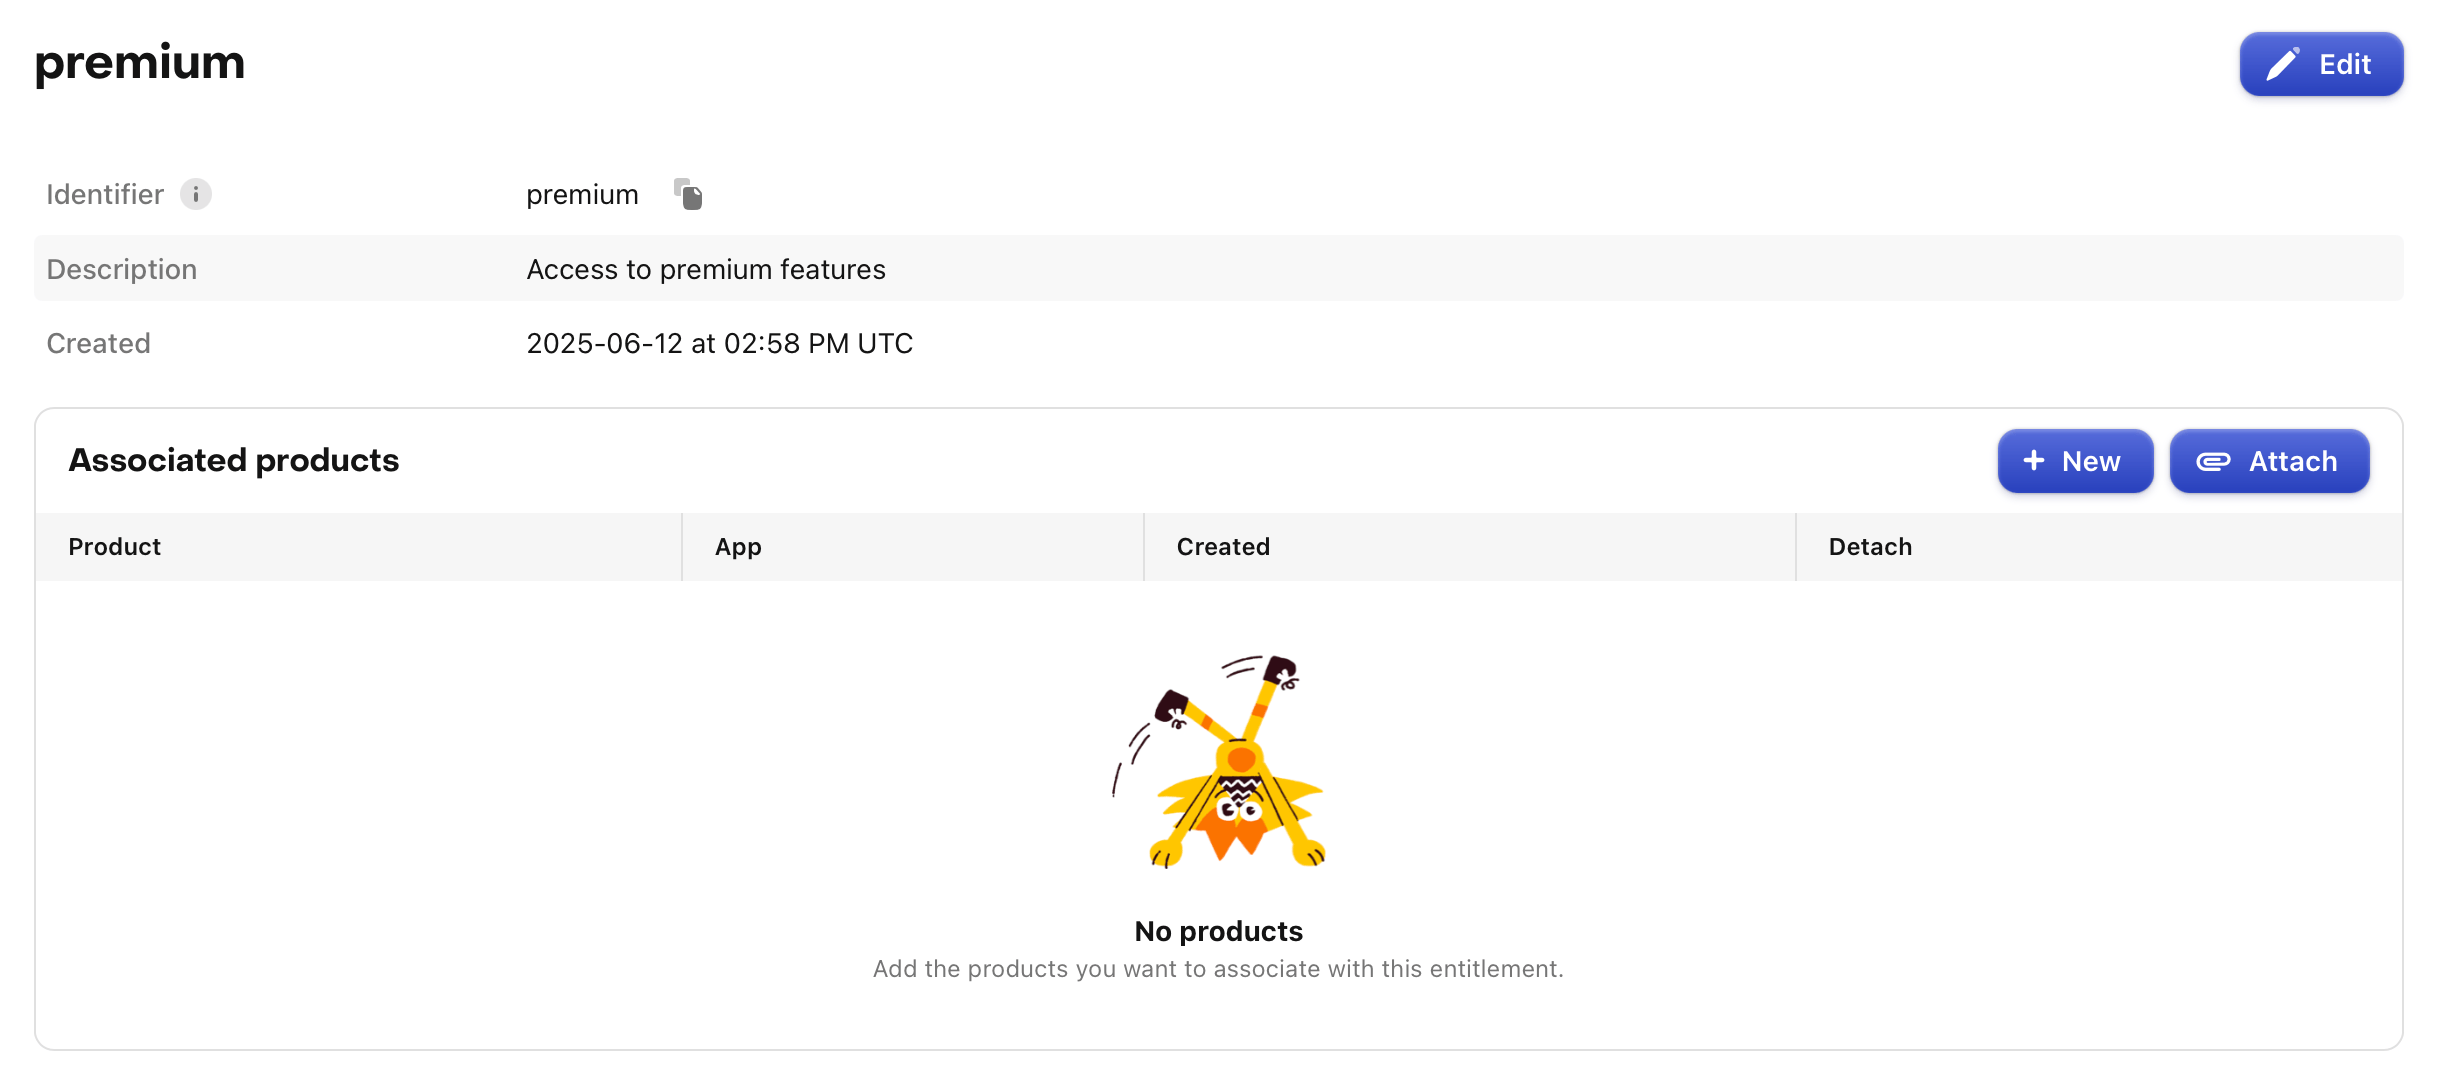 premium
Edit
Identifier
premium
Description
Access to premium features
Created
2025-06-12 at 02:58 PM UTC
Associated products
New
Attach
Product
App
Created
Detach
No products
Add the products you want to associate with this entitlement.